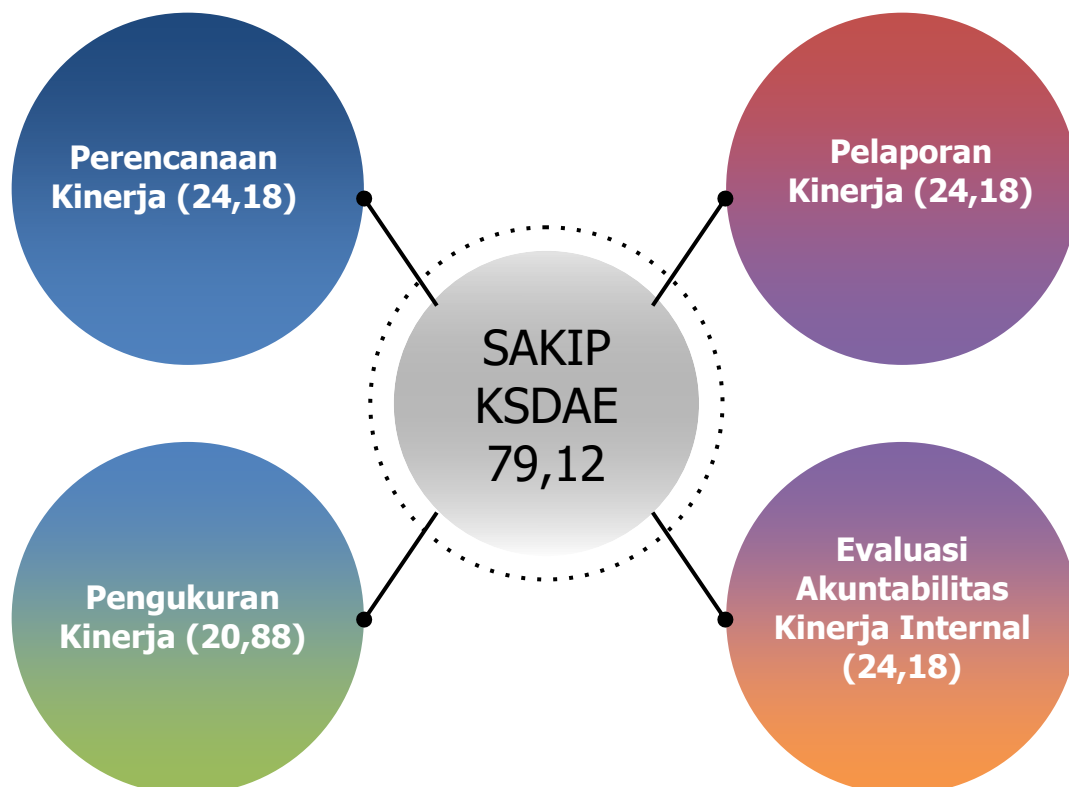 Perencanaan
Kinerja (24,18)
Pelaporan
Kinerja (24,18)
SAKIP
KSDAE
79,12
Pengukuran
Kinerja (20,88)
Evaluasi
Akuntabilitas
Kinerja Internal
(24,18)